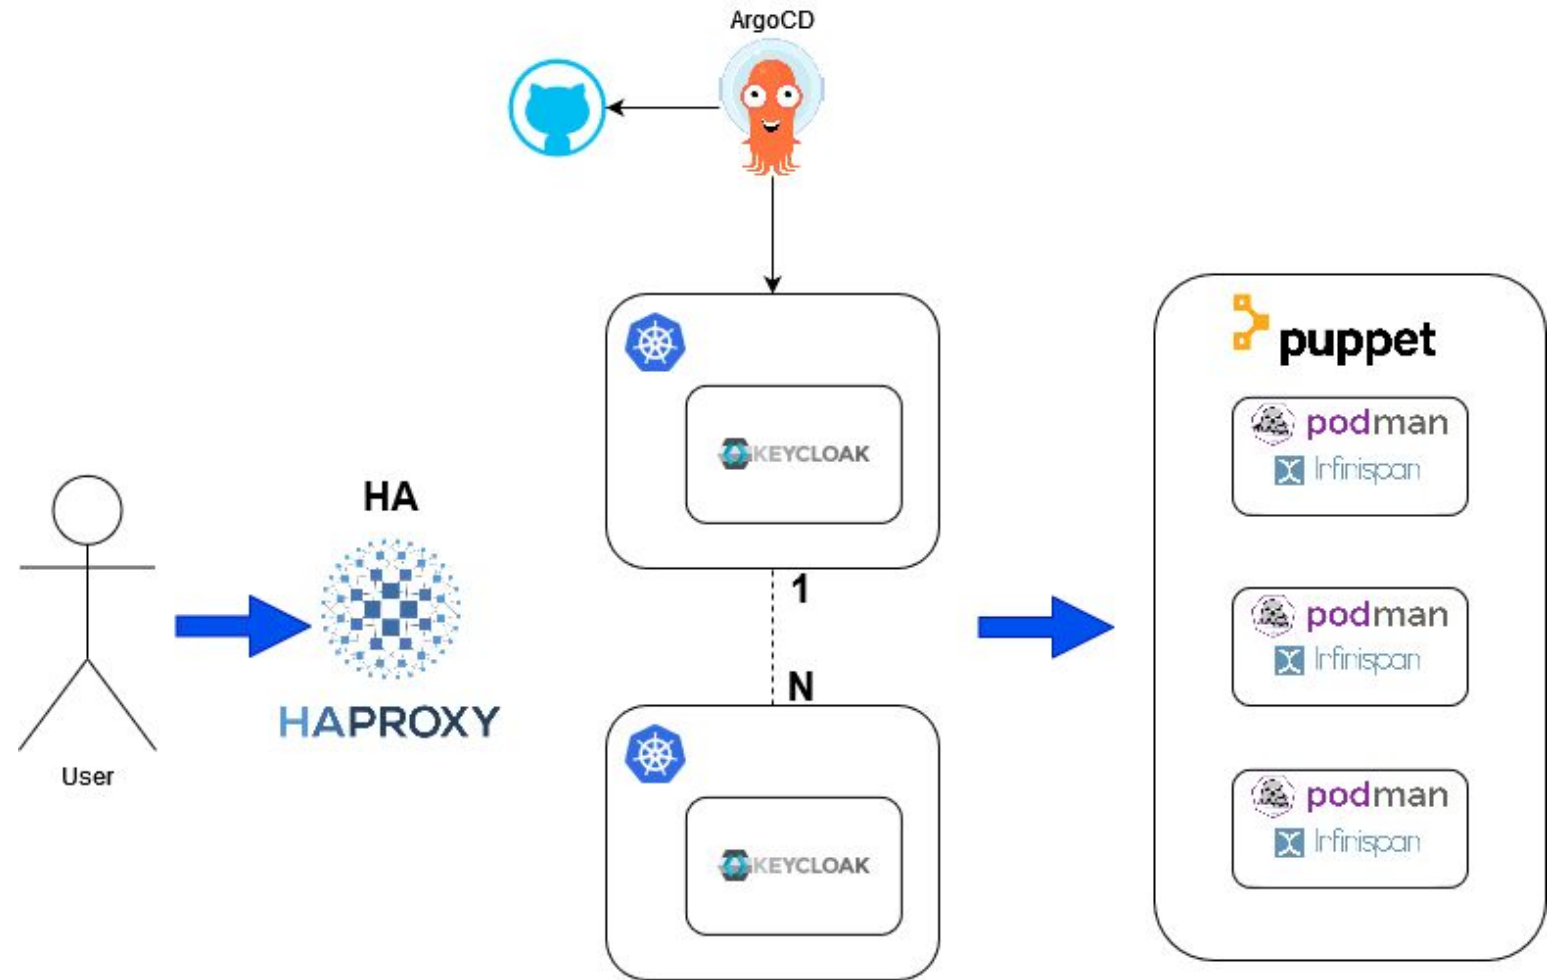 ArgoCD
puppet
podman
Infinispan
KEYCLOAK
HA
HAPROXY
1
podman
Infinispan
N
User
podman
Infinispan
KEYCLOAK